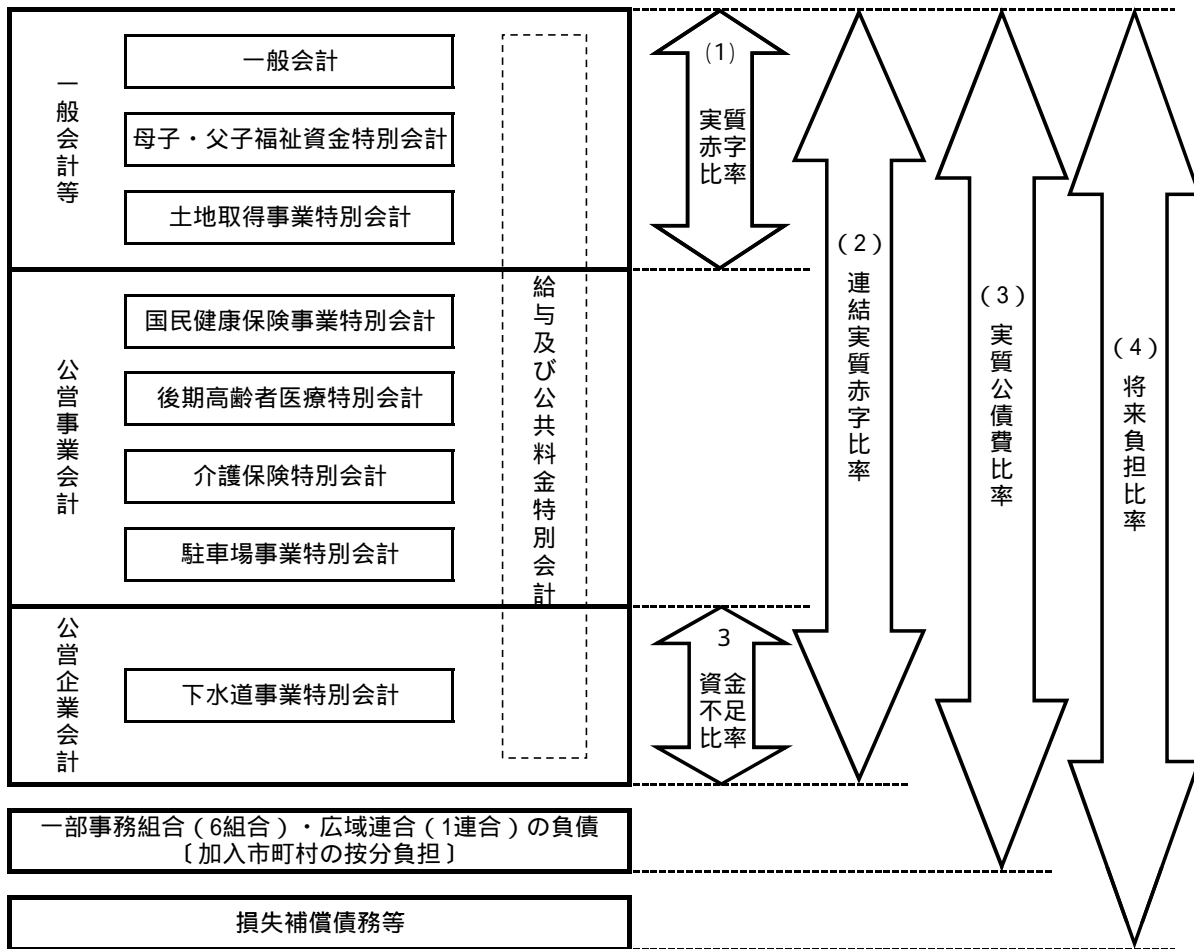 一般会計等
一般会計
母子・父子福祉資金特別会計
土地取得事業特別会計
公営事業会計
国民健康保険事業特別会計
後期高齢者医療特別会計
介護保険特別会計
駐車場事業特別会計
公営企業会計
下水道事業特別会計
給与及び公共料金特別会計
一部事務組合（6組合）・広域連合（1連合）の負債
〔加入市町村の按分負担〕
損失補償債務等
(1)
実質
赤字
比率
3
資金
不足
比率
（2）
連結実質赤字比率
（3）
実質公債費比率
（4）
将来負担比率